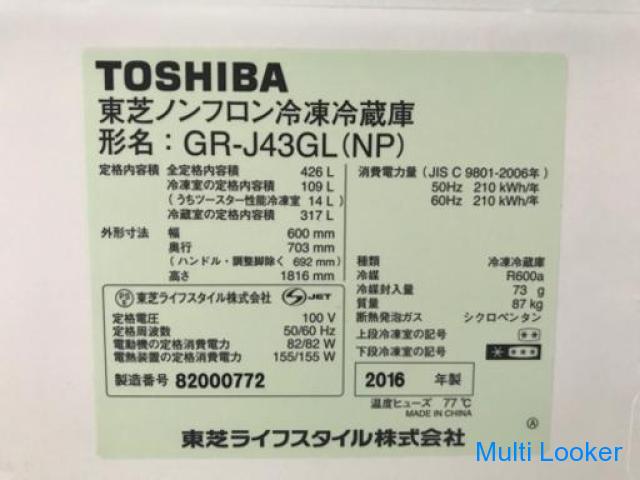 TOSHIBA
東芝ノンフロン冷凍冷蔵庫
形名：GR-J43GL(NP)
定格内容積 全定格内容積 426 L
冷凍室の定格内容積 109 L
(うちツースター性能冷凍室 14 L)
冷蔵室の定格内容積 317 L
外形寸法 幅 600 mm
奥行 703 mm
(ハンドル・調整脚除く 692 mm)
高さ 1816 mm
消費電力量 (JIS C 9801-2006年)
50Hz 210 kWh/年
60Hz 210 kWh/年
種類 冷凍冷蔵庫
冷媒 R600a
冷媒封入量 73 g
質量 87 kg
断熱発泡ガス シクロペンタン
上段冷凍室の記号 **
下段冷凍室の記号 * ***
PS E 東芝ライフスタイル株式会社 JET
定格電圧 100 V
定格周波数 50/60 Hz
電動機の定格消費電力 82/82 W
電熱装置の定格消費電力 155/155 W
製造番号 82000772
2016 年製
温度ヒューズ 77℃
MADE IN CHINA
Ⓐ
東芝ライフスタイル株式会社
Multi Looker